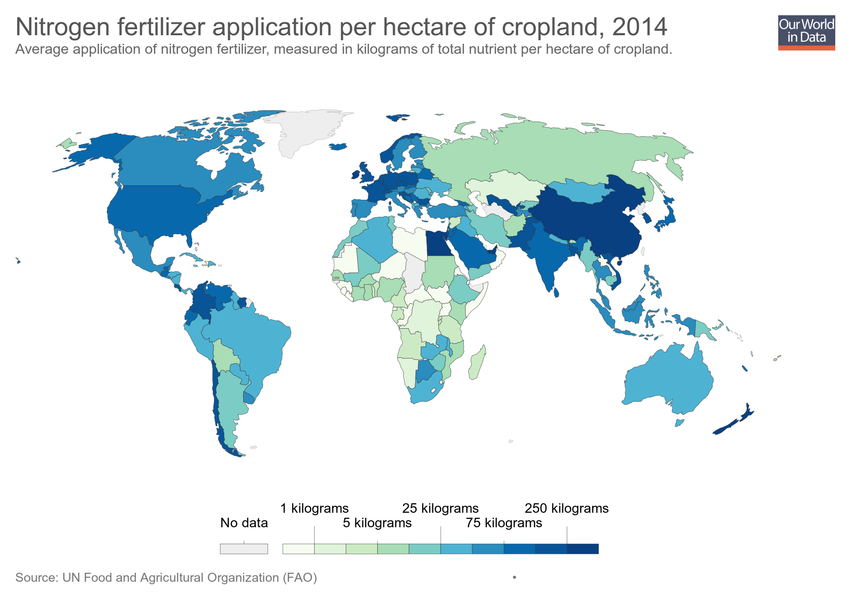 Nitrogen fertilizer application per hectare of cropland, 2014
Average application of nitrogen fertilizer, measured in kilograms of total nutrient per hectare of cropland.
Our World
in Data
1 kilograms
25 kilograms
250 kilograms
No data
5 kilograms
75 kilograms
Source: UN Food and Agricultural Organization (FAO)